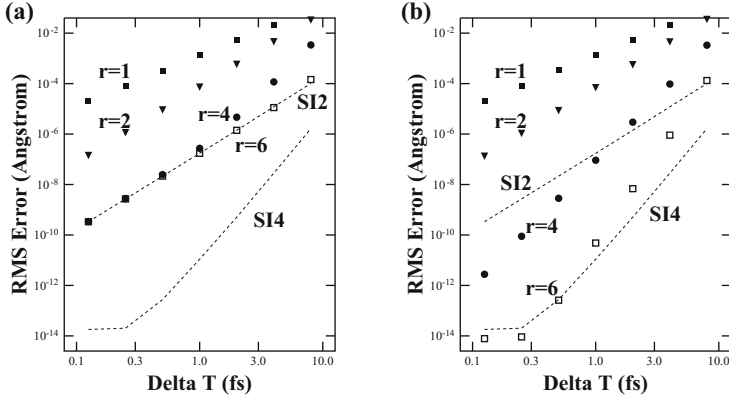 (a)
RMS Error (Angstrom)
10-2
10-4
10-6
10-8
10-10
10-12
10-14
r=1
r=2
r=4
r=6
SI2
SI4
0.1 0.3 1.0 3.0 10.0
Delta T (fs)
(b)
RMS Error (Angstrom)
10-2
10-4
10-6
10-8
10-10
10-12
10-14
r=1
r=2
SI2
SI4
r=4
r=6
0.1 0.3 1.0 3.0 10.0
Delta T (fs)